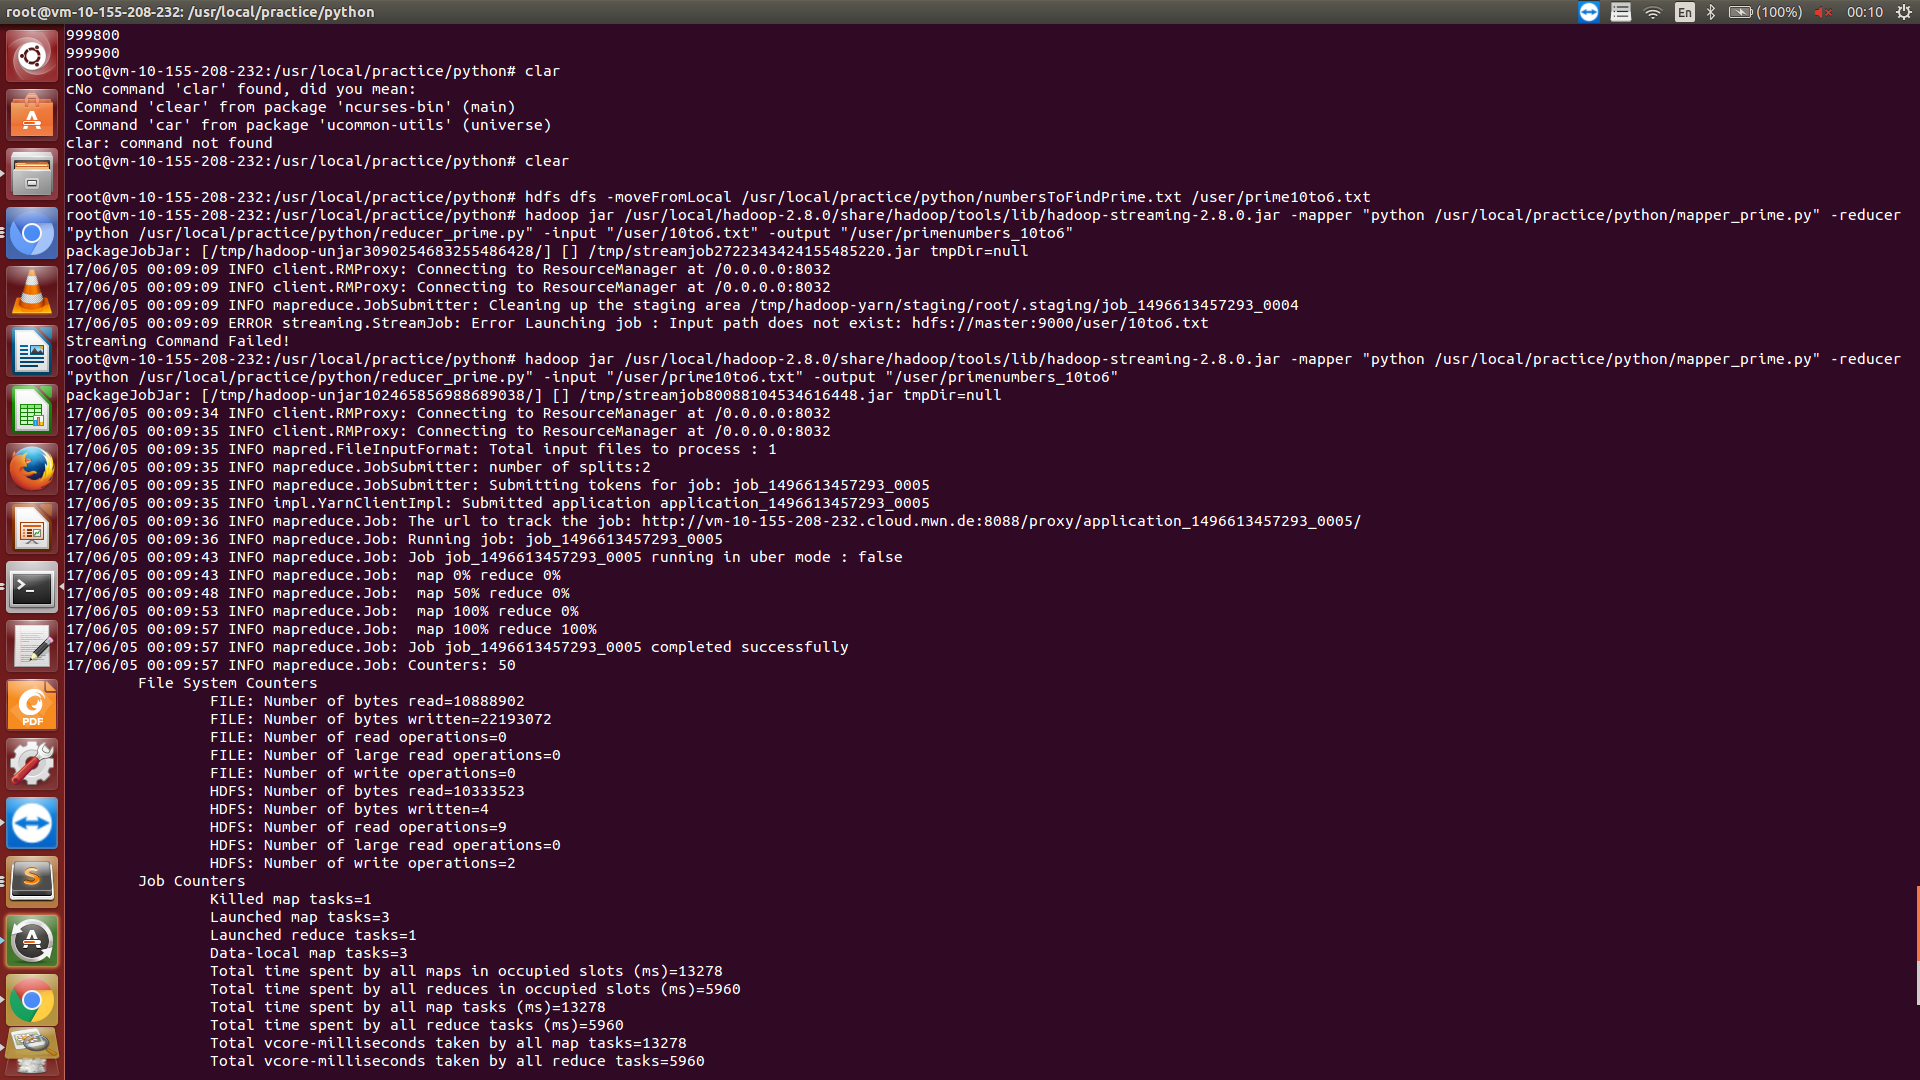 root@vm-10-155-208-232: /usr/local/practice/python
En
(100%)
00:10
999800
999900
root@vm-10-155-208-232:/usr/local/practice/python# clar
cNo command 'clar' found, did you mean:
Command 'clear' from package 'ncurses-bin' (main)
Command 'car' from package 'ucommon-utils' (universe)
clar: command not found
root@vm-10-155-208-232:/usr/local/practice/python# clear
root@vm-10-155-208-232:/usr/local/practice/python# hdfs dfs -moveFromLocal /usr/local/practice/python/numbersToFindPrime.txt /user/prime10to6.txt
root@vm-10-155-208-232:/usr/local/practice/python# hadoop jar /usr/local/hadoop-2.8.0/share/hadoop/tools/lib/hadoop-streaming-2.8.0.jar -mapper "python /usr/local/practice/python/mapper_prime.py" -reducer
"python /usr/local/practice/python/reducer_prime.py" -input "/user/10to6.txt" -output "/user/primenumbers_10to6"
packageJobJar: [/tmp/hadoop-unjar3090254683255486428/] [] /tmp/streamjob2722343424155485220.jar tmpDir=null
17/06/05 00:09:09 INFO client.RMProxy: Connecting to ResourceManager at /0.0.0.0:8032
17/06/05 00:09:09 INFO client.RMProxy: Connecting to ResourceManager at /0.0.0.0:8032
17/06/05 00:09:09 INFO mapreduce.JobSubmitter: Cleaning up the staging area /tmp/hadoop-yarn/staging/root/.staging/job_1496613457293_0004
17/06/05 00:09:09 ERROR streaming.StreamJob: Error Launching job : Input path does not exist: hdfs://master:9000/user/10to6.txt
Streaming Command Failed!
root@vm-10-155-208-232:/usr/local/practice/python# hadoop jar /usr/local/hadoop-2.8.0/share/hadoop/tools/lib/hadoop-streaming-2.8.0.jar -mapper "python /usr/local/practice/python/mapper_prime.py" -reducer
"python /usr/local/practice/python/reducer_prime.py" -input "/user/prime10to6.txt" -output "/user/primenumbers_10to6"
packageJobJar: [/tmp/hadoop-unjar102465856988689038/] [] /tmp/streamjob80088104534616448.jar tmpDir=null
17/06/05 00:09:34 INFO client.RMProxy: Connecting to ResourceManager at /0.0.0.0:8032
17/06/05 00:09:35 INFO client.RMProxy: Connecting to ResourceManager at /0.0.0.0:8032
17/06/05 00:09:35 INFO mapred.FileInputFormat: Total input files to process : 1
17/06/05 00:09:35 INFO mapreduce.JobSubmitter: number of splits:2
17/06/05 00:09:35 INFO mapreduce.JobSubmitter: Submitting tokens for job: job_1496613457293_0005
17/06/05 00:09:35 INFO impl.YarnClientImpl: Submitted application application_1496613457293_0005
17/06/05 00:09:36 INFO mapreduce.Job: The url to track the job: http://vm-10-155-208-232.cloud.mwn.de:8088/proxy/application_1496613457293_0005/
17/06/05 00:09:36 INFO mapreduce.Job: Running job: job_1496613457293_0005
17/06/05 00:09:43 INFO mapreduce.Job: Job job_1496613457293_0005 running in uber mode : false
17/06/05 00:09:43 INFO mapreduce.Job:  map 0% reduce 0%
17/06/05 00:09:48 INFO mapreduce.Job:  map 50% reduce 0%
17/06/05 00:09:53 INFO mapreduce.Job:  map 100% reduce 0%
17/06/05 00:09:57 INFO mapreduce.Job:  map 100% reduce 100%
17/06/05 00:09:57 INFO mapreduce.Job: Job job_1496613457293_0005 completed successfully
17/06/05 00:09:57 INFO mapreduce.Job: Counters: 50
File System Counters
FILE: Number of bytes read=10888902
FILE: Number of bytes written=22193072
FILE: Number of read operations=0
FILE: Number of large read operations=0
FILE: Number of write operations=0
HDFS: Number of bytes read=10333523
HDFS: Number of bytes written=4
HDFS: Number of read operations=9
HDFS: Number of large read operations=0
HDFS: Number of write operations=2
Job Counters
Killed map tasks=1
Launched map tasks=3
Launched reduce tasks=1
Data-local map tasks=3
Total time spent by all maps in occupied slots (ms)=13278
Total time spent by all reduces in occupied slots (ms)=5960
Total time spent by all map tasks (ms)=13278
Total time spent by all reduce tasks (ms)=5960
Total vcore-milliseconds taken by all map tasks=13278
Total vcore-milliseconds taken by all reduce tasks=5960
PDF